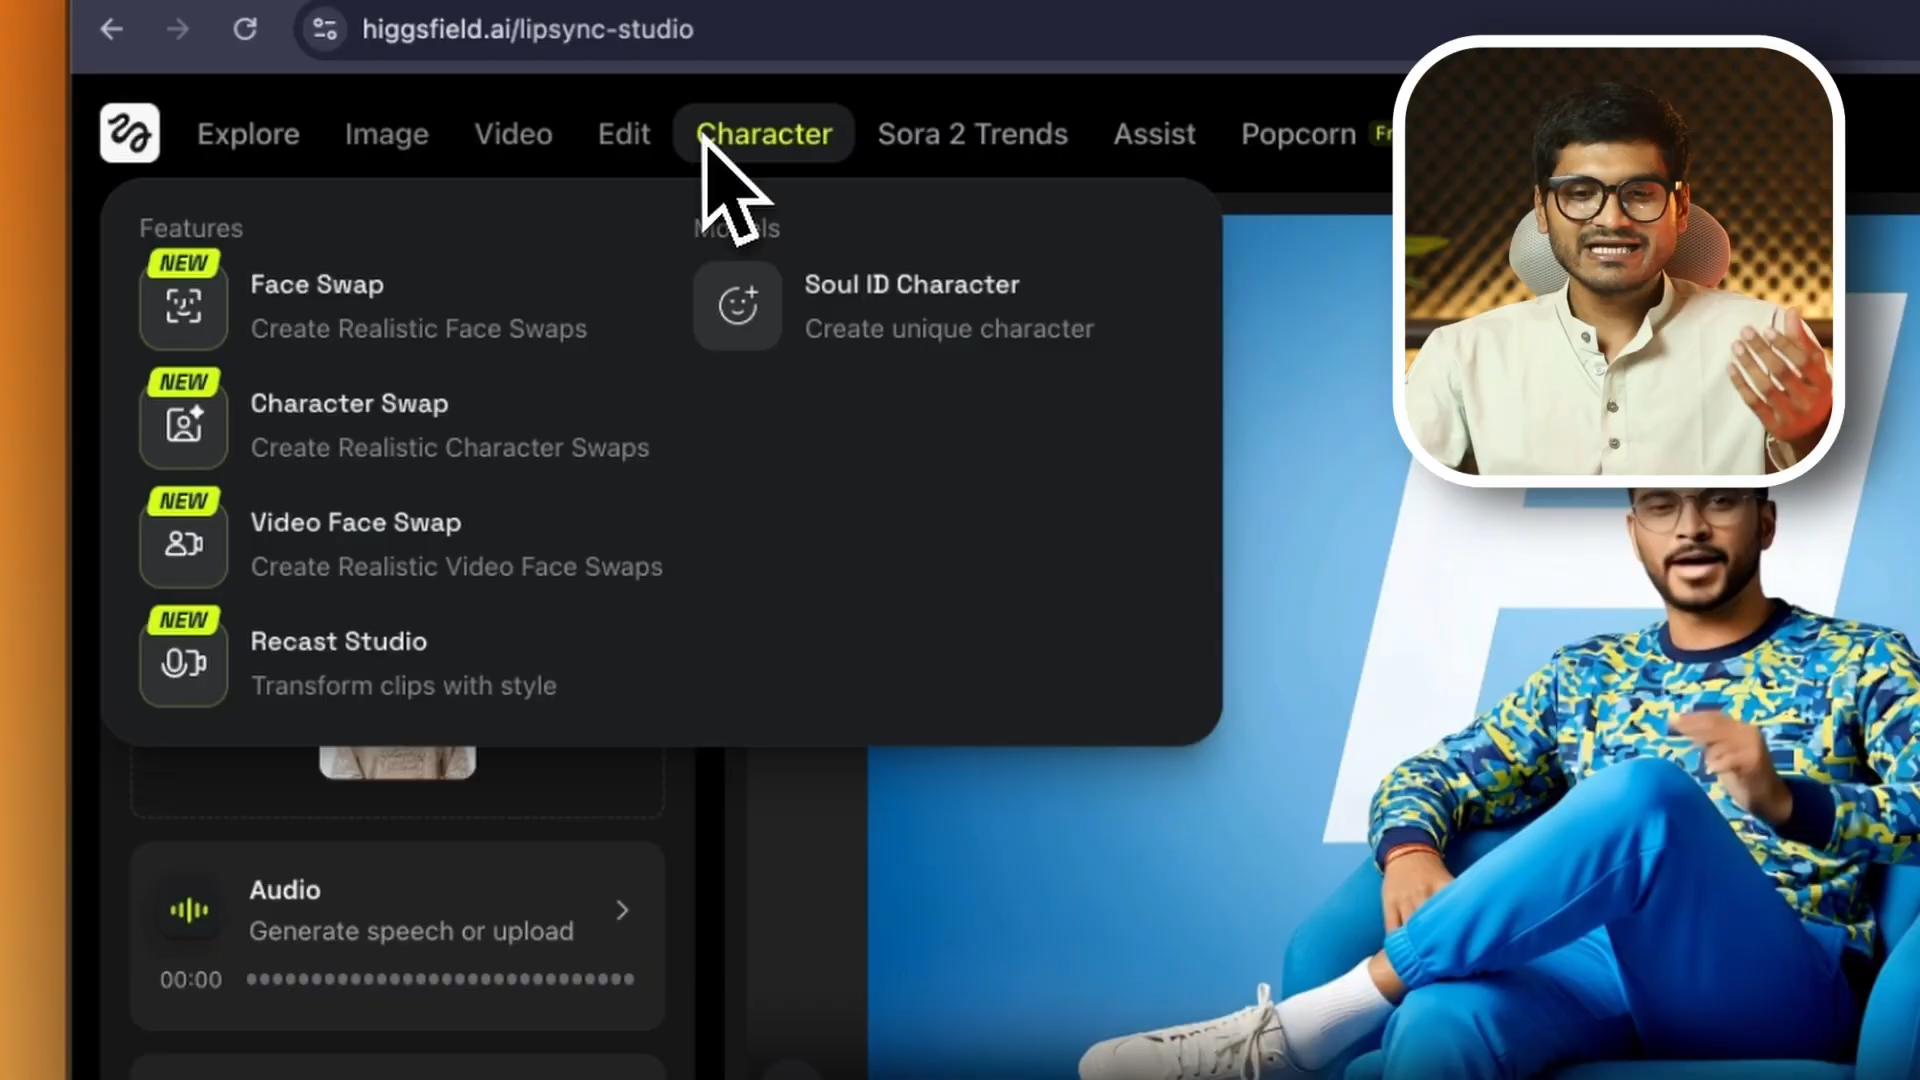 higgsfield.ai/lipsync-studio
Explore Image Video Edit Character Sora 2 Trends Assist Popcorn
Features
NEW
Face Swap
Create Realistic Face Swaps
NEW
Character Swap
Create Realistic Character Swaps
NEW
Video Face Swap
Create Realistic Video Face Swaps
NEW
Recast Studio
Transform clips with style
Soul ID Character
Create unique character
Audio
Generate speech or upload
00:00